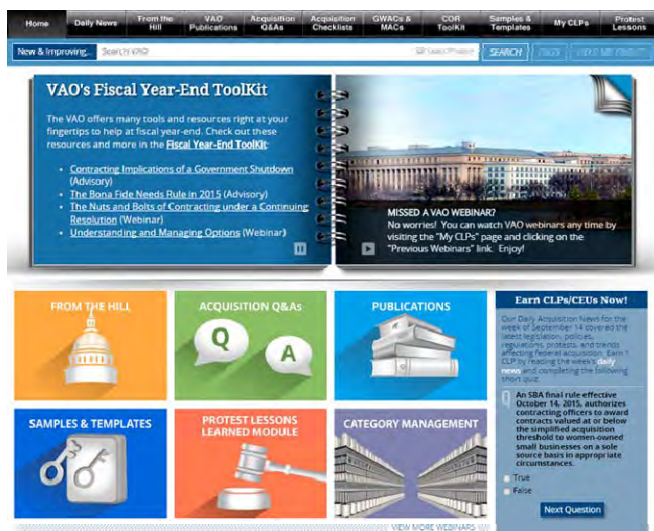 Home Daily News From the Hill VAO Publications Acquisition Q&As Acquisition Checklists GWACs & MACs COR ToolKit Samples & Templates My CLPs Protest Lessons
New & Improving... Search VAO SEARCH
VAO's Fiscal Year-End ToolKit
The VAO offers many tools and resources right at your
fingertips to help at fiscal year-end. Check out these
resources and more in the Fiscal Year-End ToolKit:
• Contracting Implications of a Government Shutdown
(Advisory)
• The Bona Fide Needs Rule in 2015 (Advisory)
• The Nuts and Bolts of Contracting under a Continuing
Resolution (Webinar)
• Understanding and Managing Options (Webinar)
MISSED A VAO WEBINAR?
No worries! You can watch VAO webinars any time by
visiting the "My CLPs" page and clicking on the
"Previous Webinars" link. Enjoy!
FROM THE HILL
ACQUISITION Q&As
Q
A
PUBLICATIONS
SAMPLES & TEMPLATES
PROTEST LESSONS
LEARNED MODULE
CATEGORY MANAGEMENT
Earn CLPs/CEUs Now!
Our Daily Acquisition News for the
week of September 14 covered the
latest legislation, policies,
regulations, protests, and trends
affecting federal acquisition. Earn 1
CLP by reading the week's daily
news and completing the following
short quiz.
Q An SBA final rule effective
October 14, 2015, authorizes
contracting officers to award
contracts valued at or below
the simplified acquisition
threshold to women-owned
small businesses on a sole
source basis in appropriate
circumstances.
True
False
Next Question
VIEW MORE WEBINARS